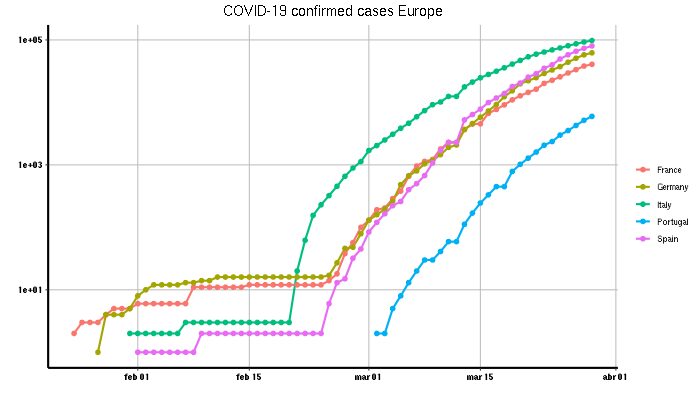 COVID-19 confirmed cases Europe
1e+05
1e+03
1e+01
feb 01
feb 15
mar 01
mar 15
abr 01
France
Germany
Italy
Portugal
Spain